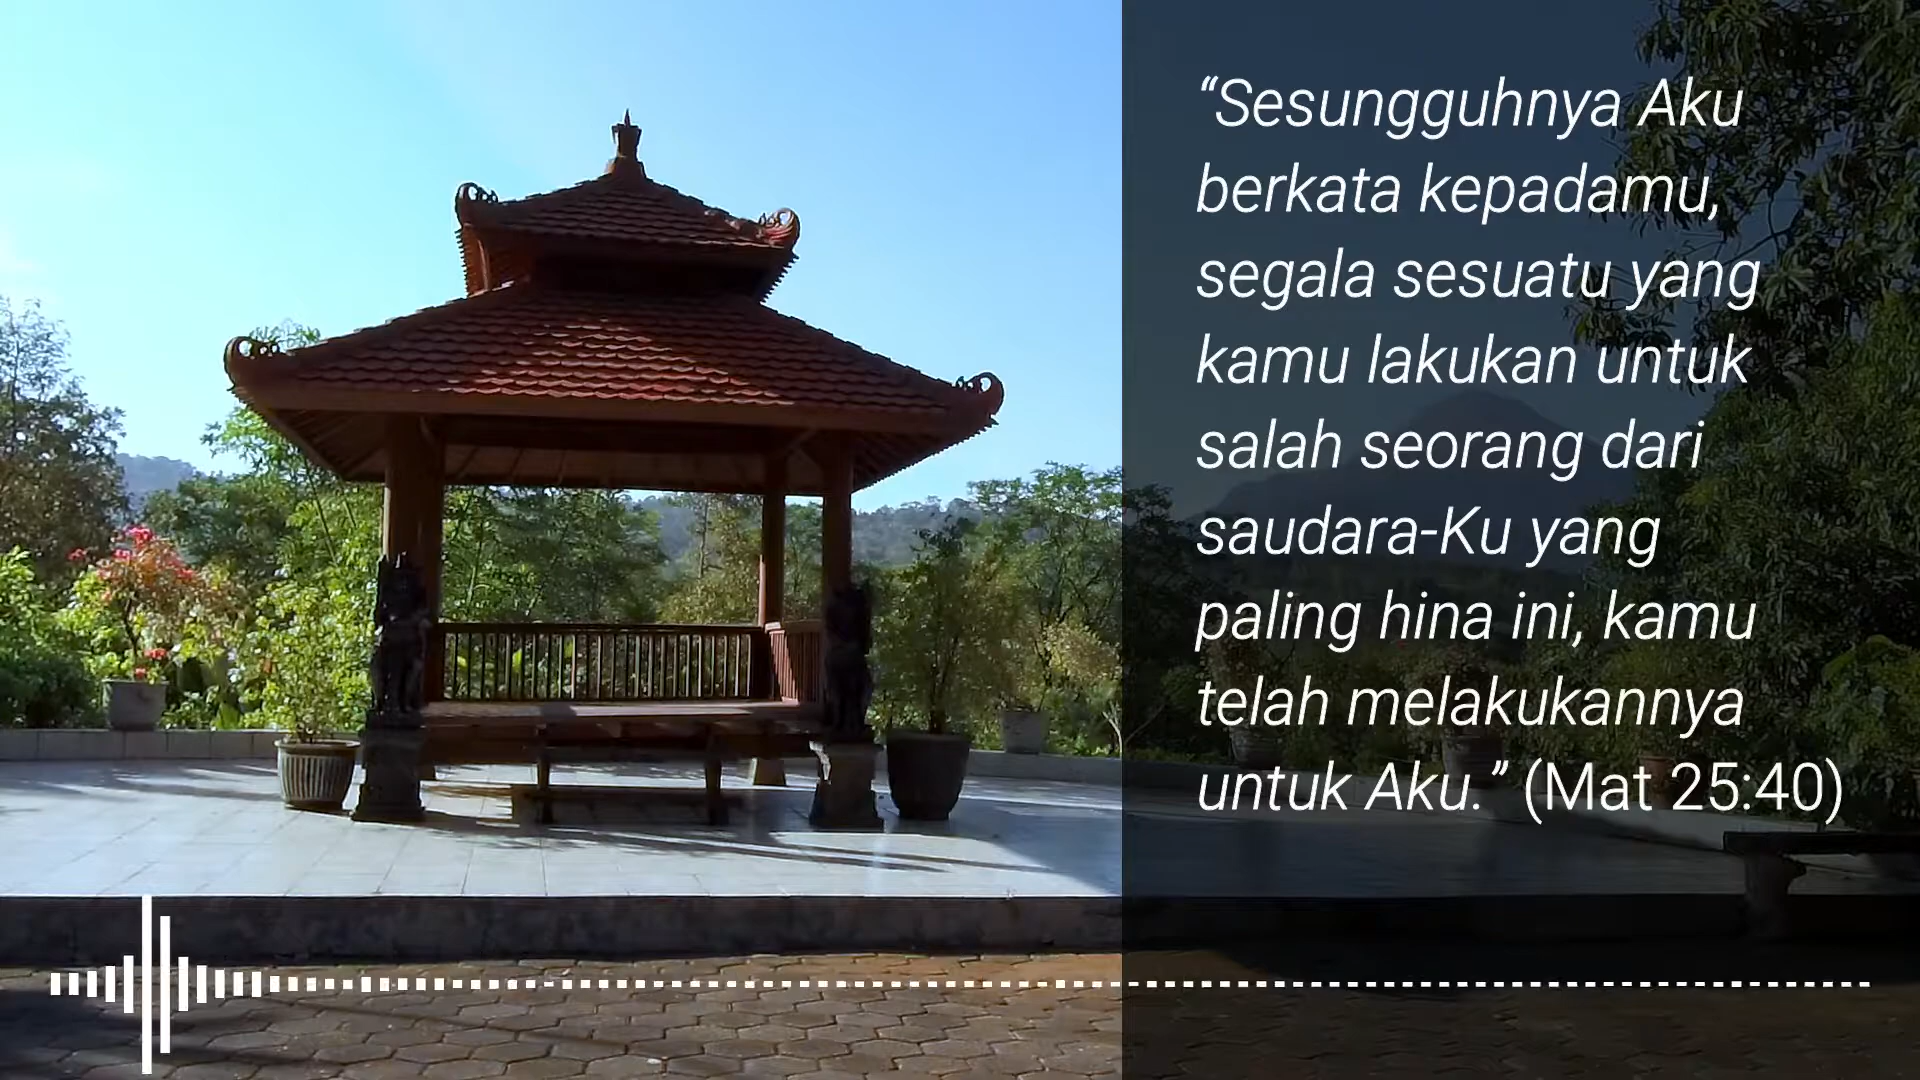 “Sesungguhnya Aku
berkata kepadamu,
segala sesuatu yang
kamu lakukan untuk
salah seorang dari
saudara-Ku yang
paling hina ini, kamu
telah melakukannya
untuk Aku.” (Mat 25:40)